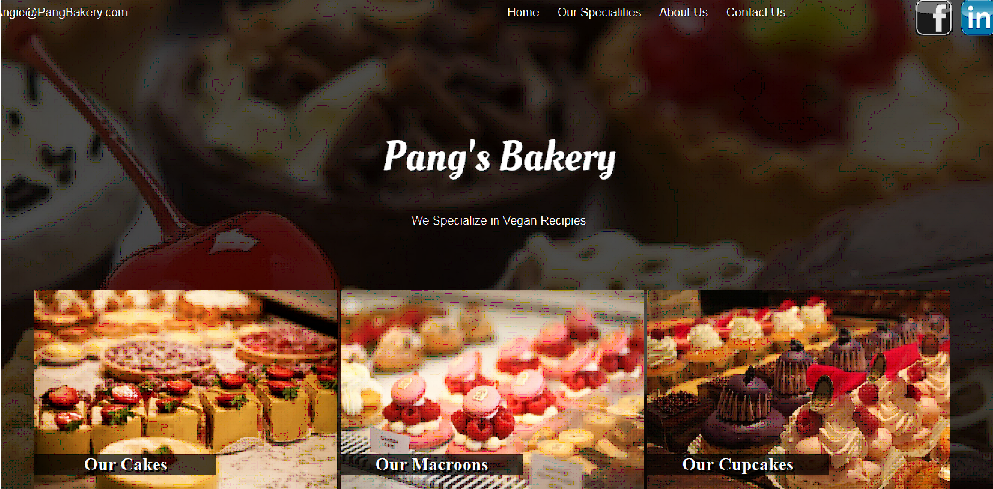 ngie@PangBakery.com
Home Our Specialities About Us Contact Us
f in
Pang's Bakery
We Specialize in Vegan Recipies
Our Cakes
Our Macroons
Our Cupcakes